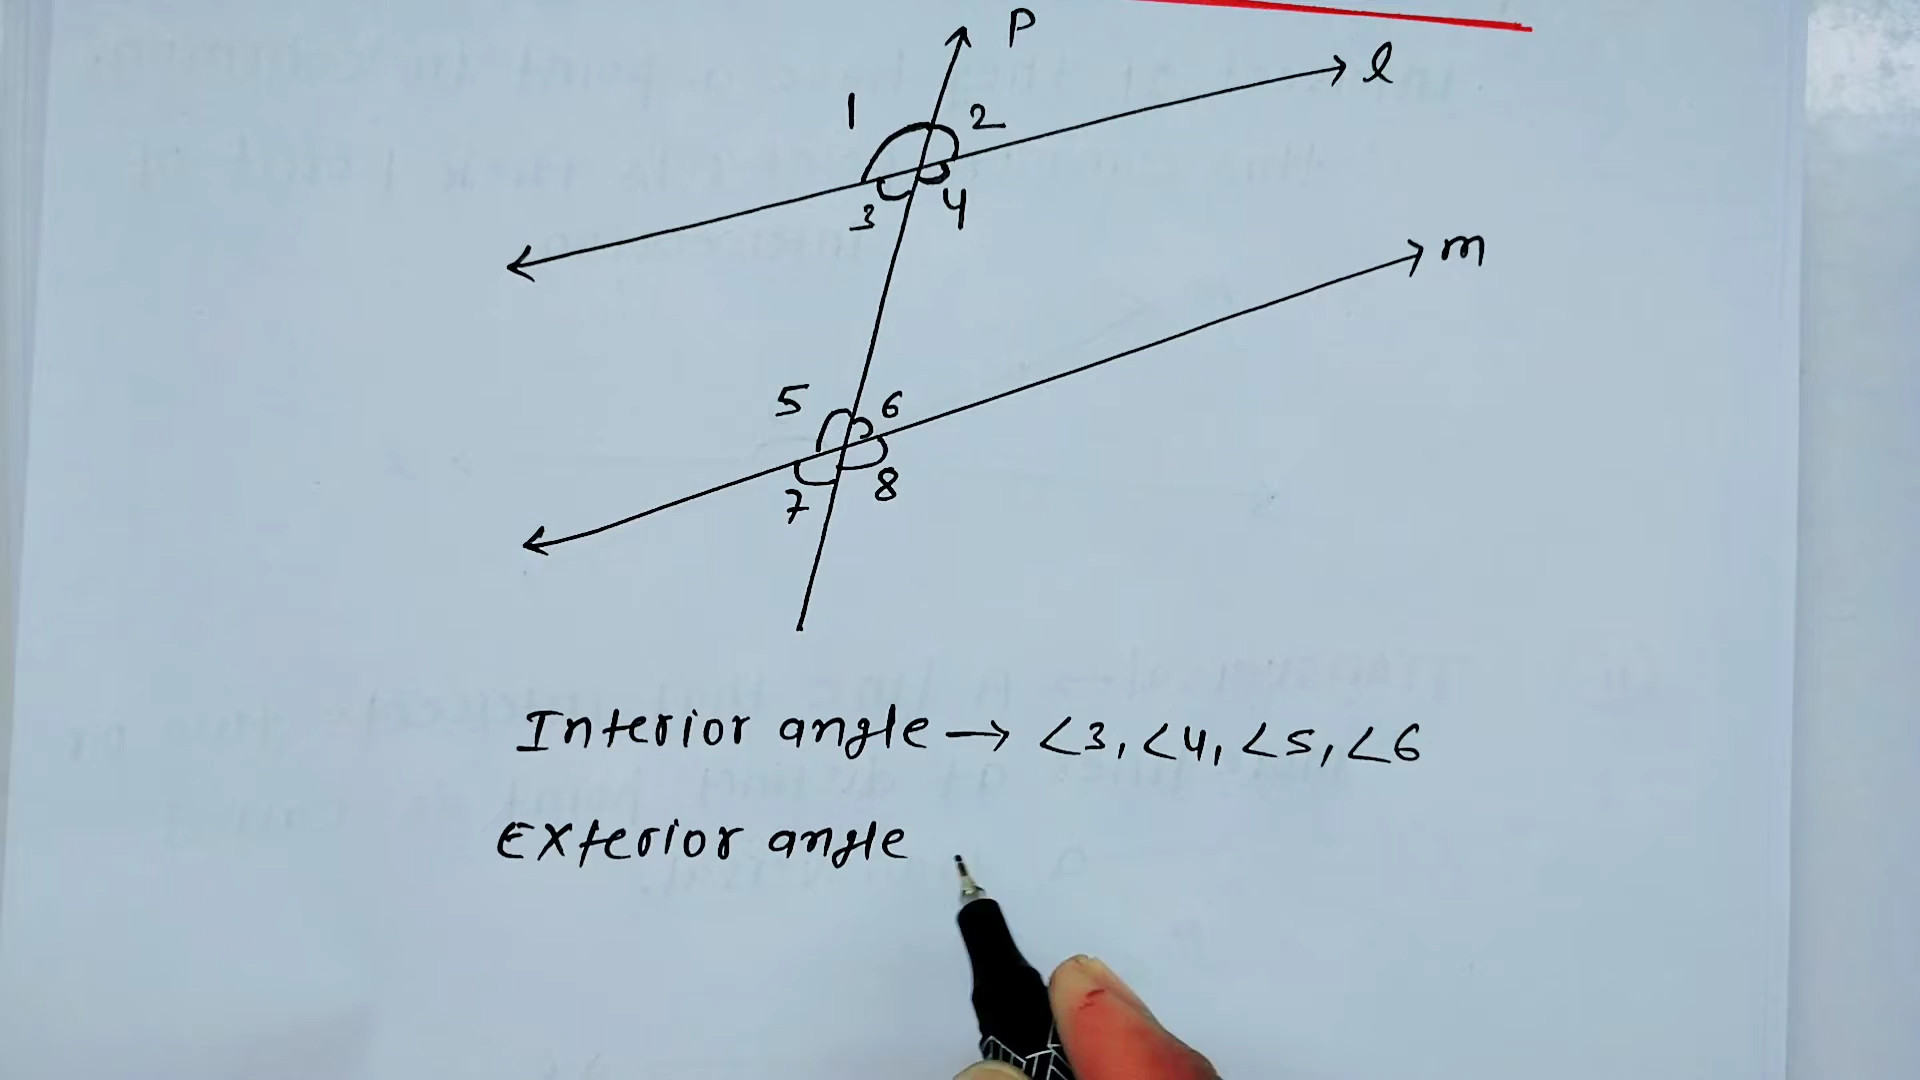 P
l
1
2
3
4
m
5
6
7
8
Interior angle → ∠3, ∠4, ∠5, ∠6
Exterior angle